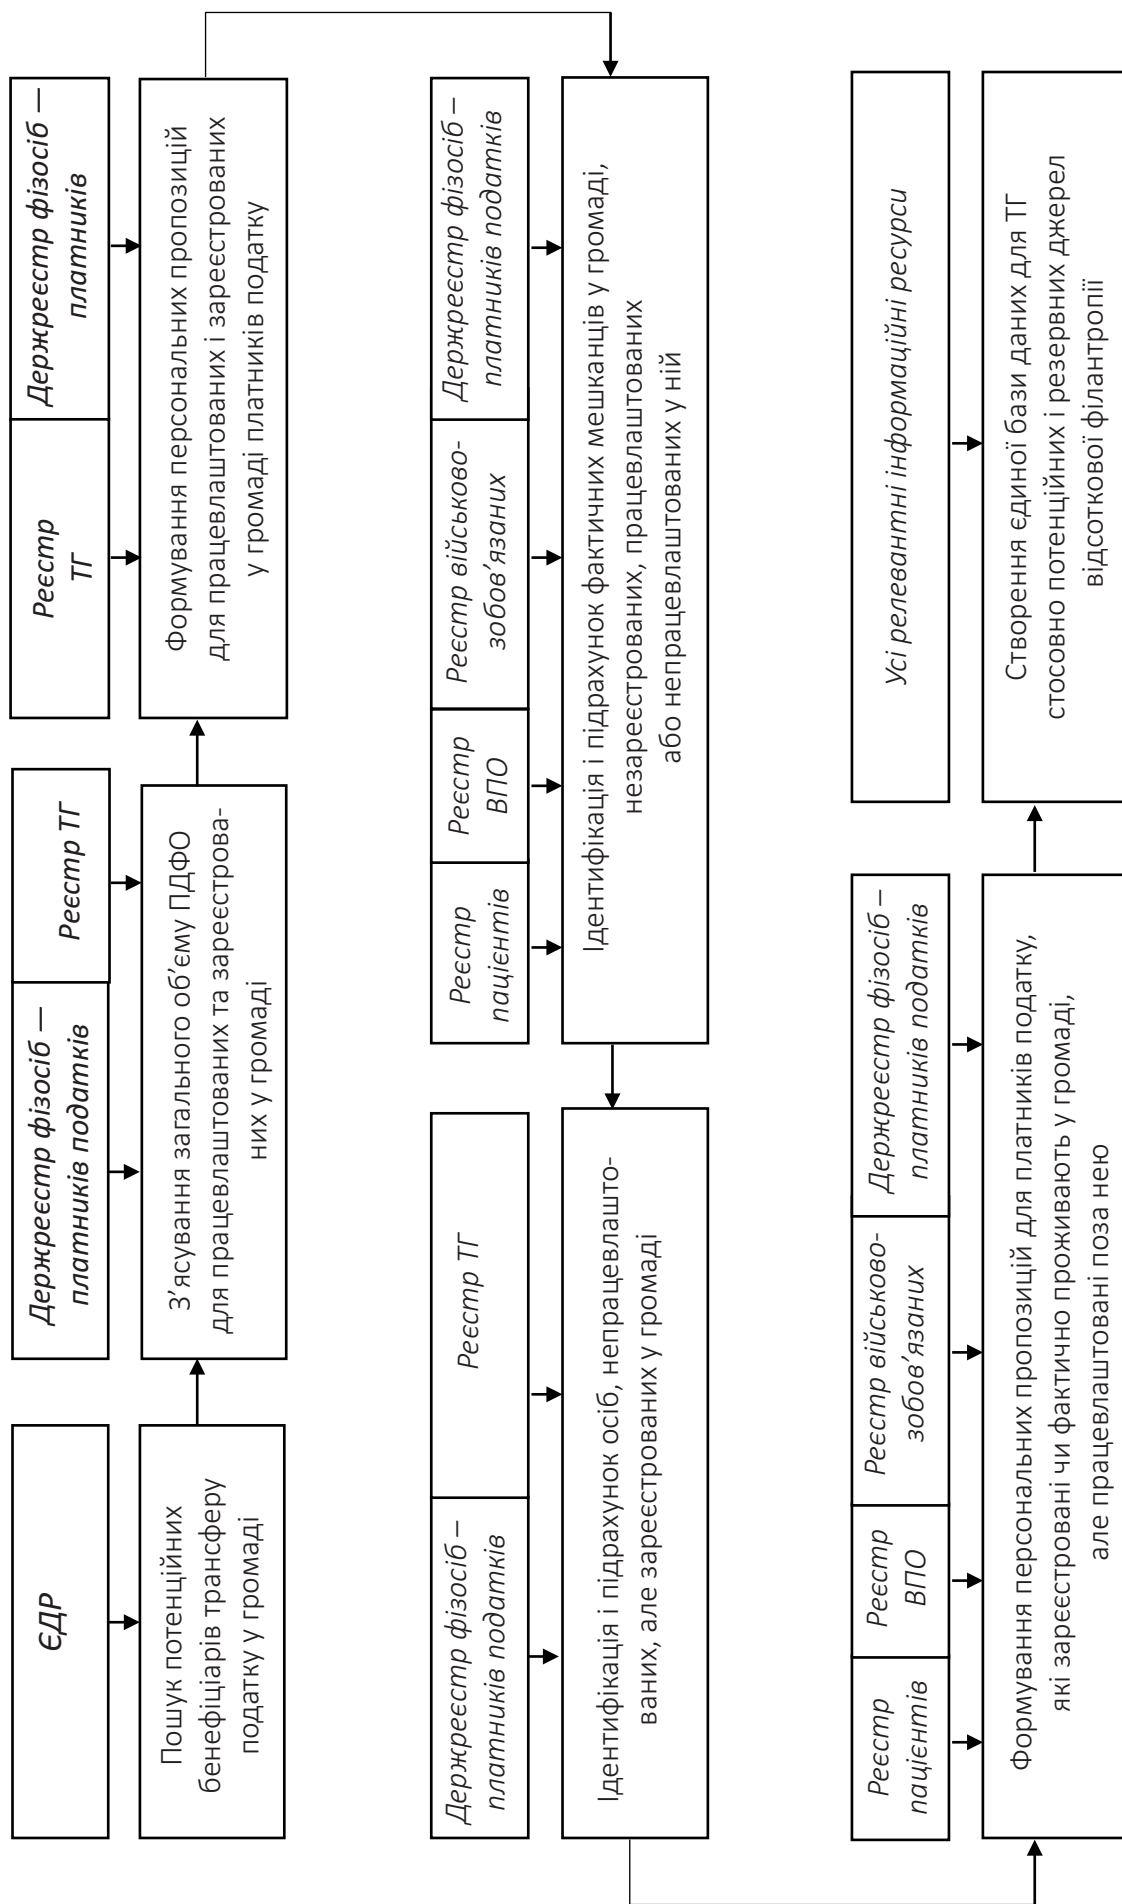 ЄДР
Пошук потенційних
бенефіціарів трансферу
податку у громаді
Держреєстр фізосіб —
платників податків
Реєстр ТГ
З’ясування загального об’єму ПДФО
для працевлаштованих та зареєстрова-
них у громаді
Реєстр
ТГ
Держреєстр фізосіб —
платників
Формування персональних пропозицій
для працевлаштованих і зареєстрованих
у громаді платників податку
Держреєстр фізосіб –
платників податків
Реєстр ТГ
Ідентифікація і підрахунок осіб, непрацевлашто-
ваних, але зареєстрованих у громаді
Реєстр
пацієнтів
Реєстр
ВПО
Реєстр військово-
зобов’язаних
Держреєстр фізосіб –
платників податків
Ідентифікація і підрахунок фактичних мешканців у громаді,
незареєстрованих, працевлаштованих
або непрацевлаштованих у ній
Реєстр
пацієнтів
Реєстр
ВПО
Реєстр військово-
зобов’язаних
Держреєстр фізосіб –
платників податків
Формування персональних пропозицій для платників податку,
які зареєстровані чи фактично проживають у громаді,
але працевлаштовані поза нею
Усі релевантні інформаційні ресурси
Створення єдиної бази даних для ТГ
стосовно потенційних і резервних джерел
відсоткової філантропії